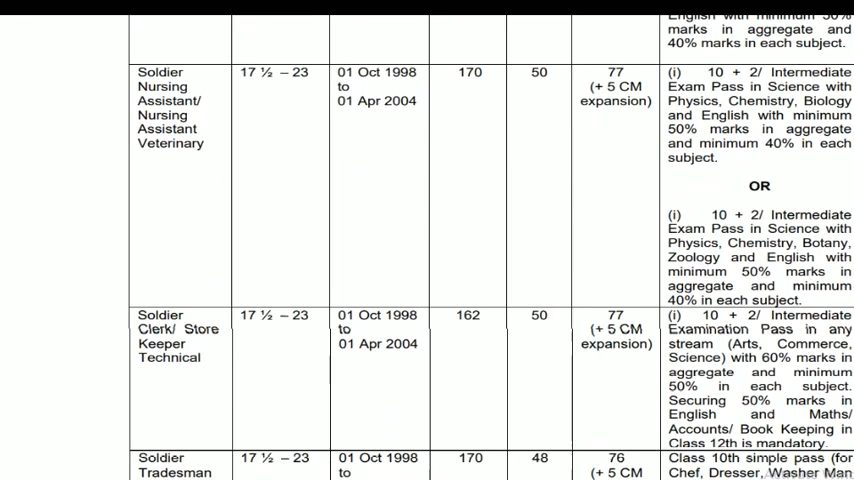 English with minimum 50%
marks in aggregate and
40% marks in each subject.
Soldier
Nursing
Assistant/
Nursing
Assistant
Veterinary
17 ½ – 23
01 Oct 1998
to
01 Apr 2004
170
50
77
(+ 5 CM
expansion)
(i) 10 + 2/ Intermediate
Exam Pass in Science with
Physics, Chemistry, Biology
and English with minimum
50% marks in aggregate
and minimum 40% in each
subject.
OR
(i) 10 + 2/ Intermediate
Exam Pass in Science with
Physics, Chemistry, Botany,
Zoology and English with
minimum 50% marks in
aggregate and minimum
40% in each subject.
Soldier
Clerk/ Store
Keeper
Technical
17 ½ – 23
01 Oct 1998
to
01 Apr 2004
162
50
77
(+ 5 CM
expansion)
(i) 10 + 2/ Intermediate
Examination Pass in any
stream (Arts, Commerce,
Science) with 60% marks in
aggregate and minimum
50% in each subject.
Securing 50% marks in
English and Maths/
Accounts/ Book Keeping in
Class 12th is mandatory.
Soldier
Tradesman
17 ½ – 23
01 Oct 1998
to
170
48
76
(+ 5 CM
Class 10th simple pass (for
Chef, Dresser, Washer Man